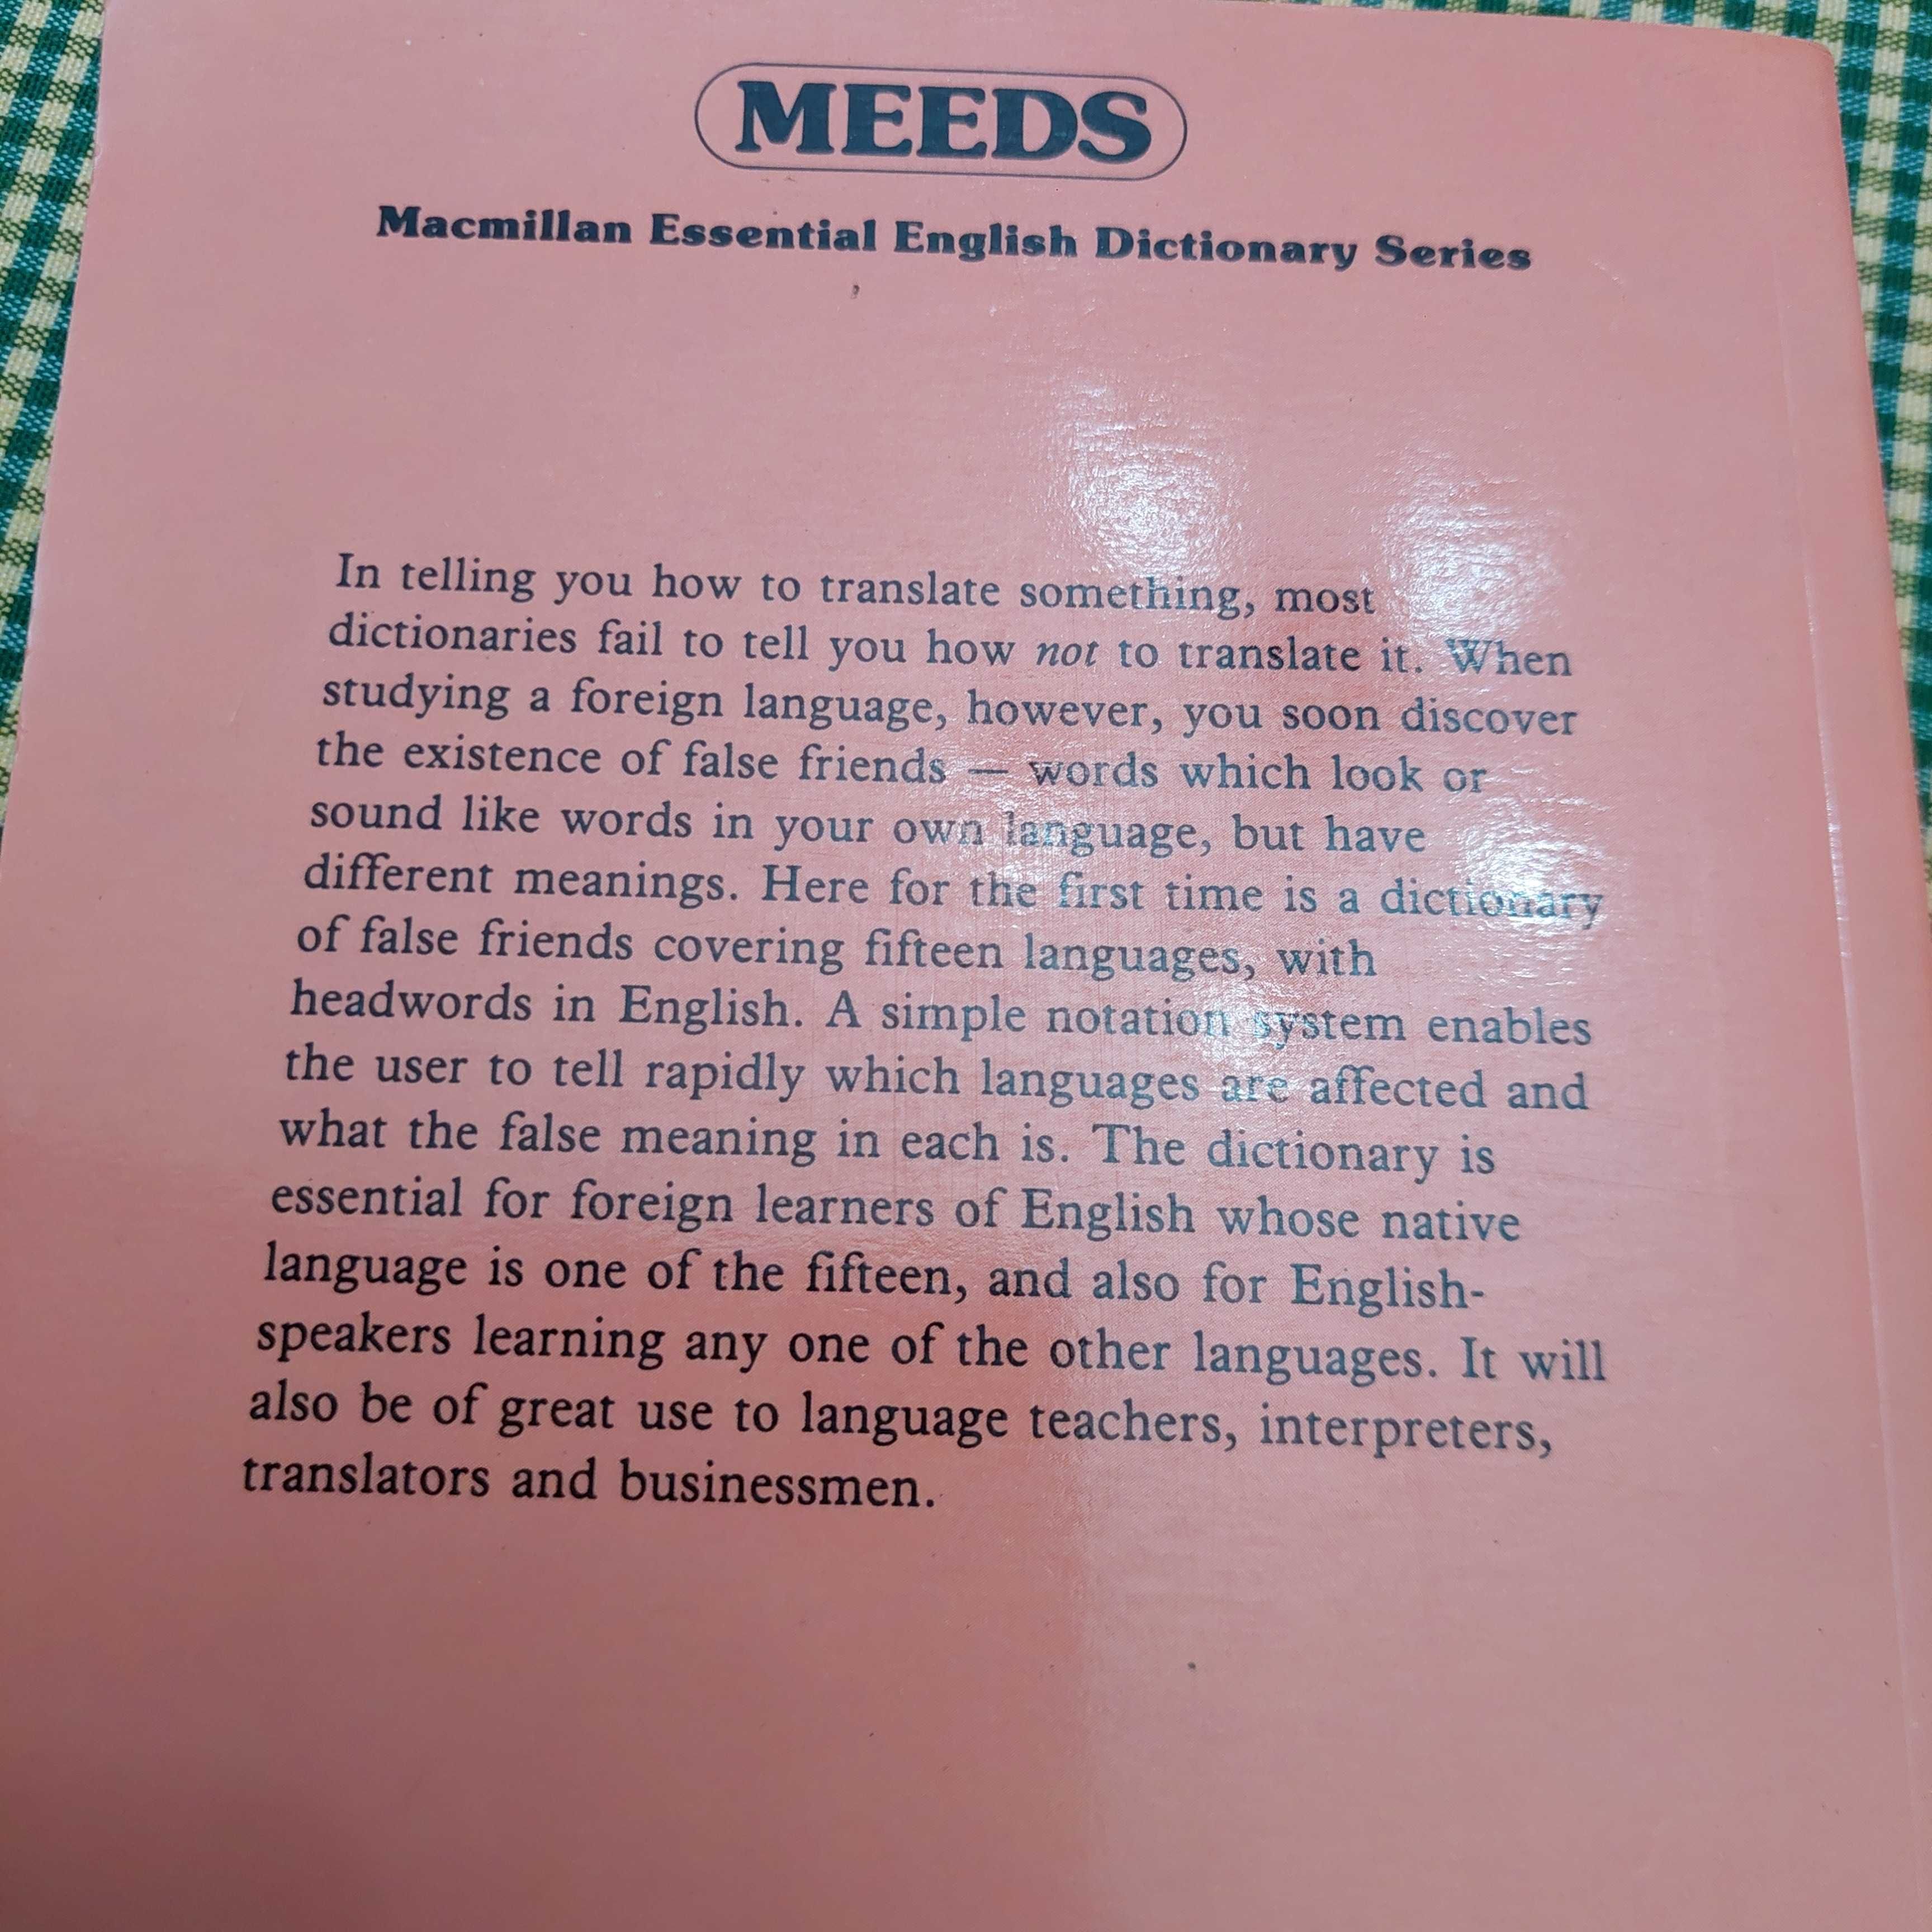 MEEDS
Macmillan Essential English Dictionary Series
In telling you how to translate something, most
dictionaries fail to tell you how not to translate it. When
studying a foreign language, however, you soon discover
the existence of false friends — words which look or
sound like words in your own language, but have
different meanings. Here for the first time is a dictionary
of false friends covering fifteen languages, with
headwords in English. A simple notation system enables
the user to tell rapidly which languages are affected and
what the false meaning in each is. The dictionary is
essential for foreign learners of English whose native
language is one of the fifteen, and also for English-
speakers learning any one of the other languages. It will
also be of great use to language teachers, interpreters,
translators and businessmen.